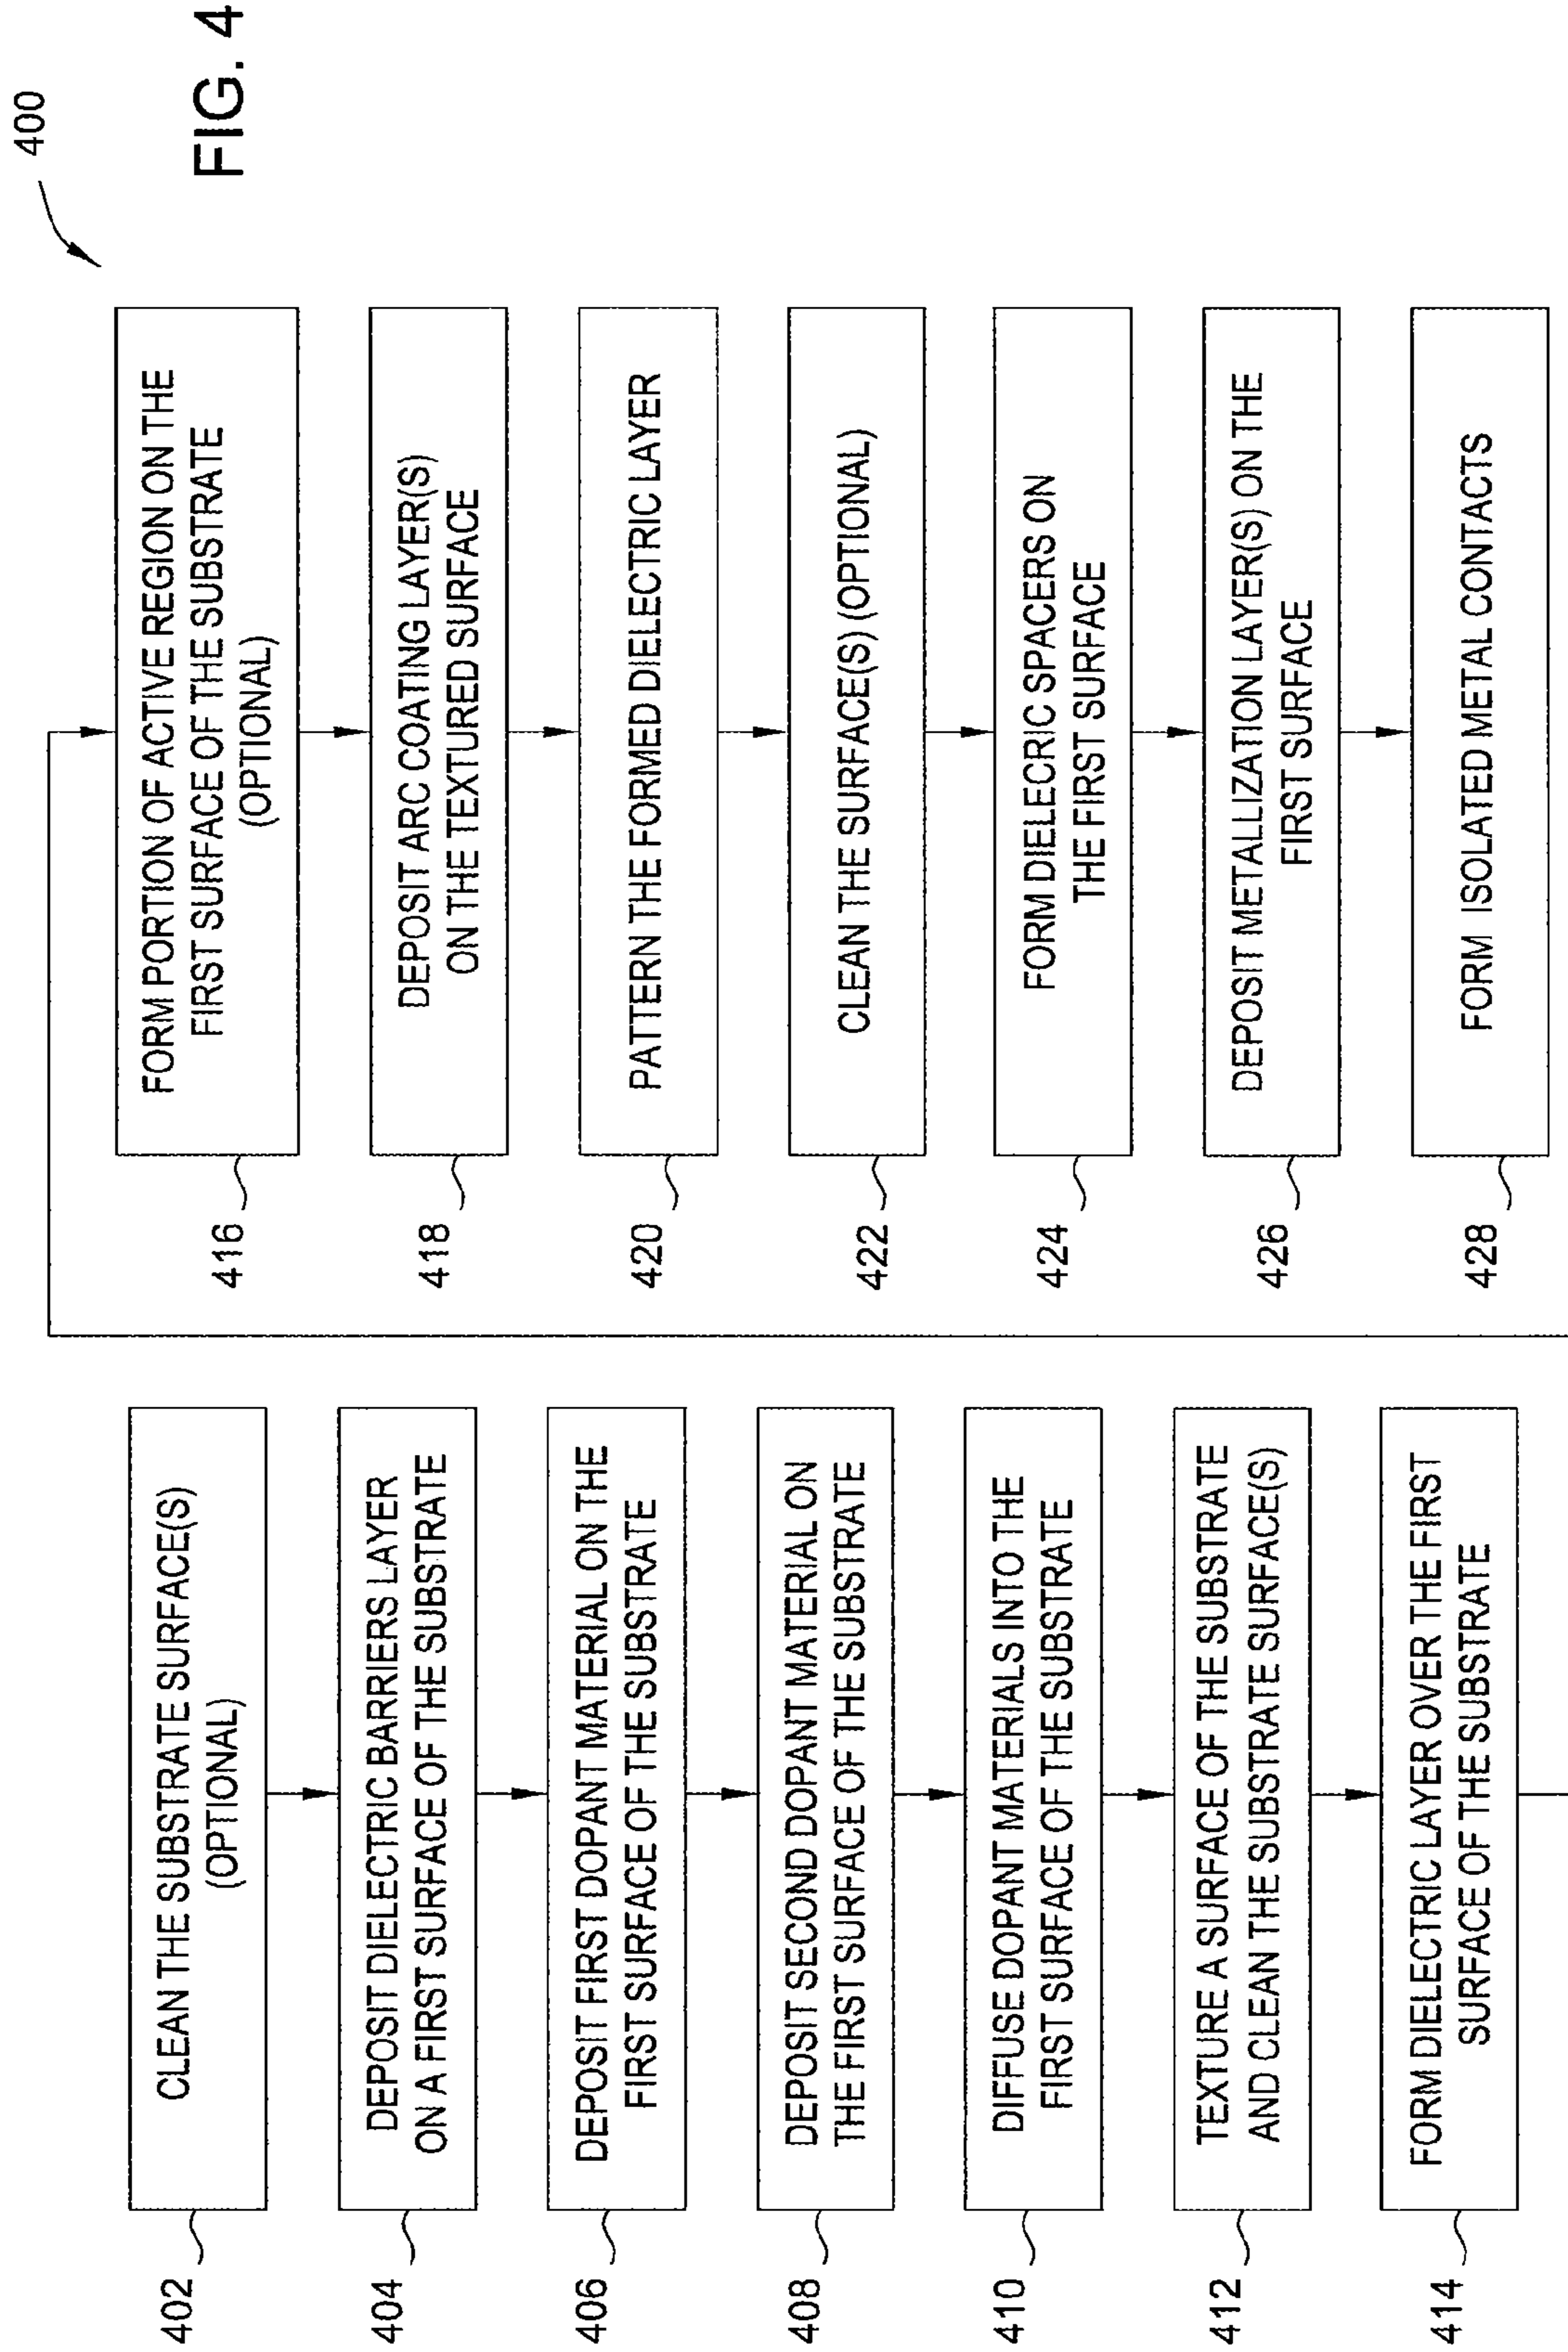 400
FIG. 4
402
CLEAN THE SUBSTRATE SURFACE(S)
(OPTIONAL)
404
DEPOSIT DIELECTRIC BARRIERS LAYER
ON A FIRST SURFACE OF THE SUBSTRATE
406
DEPOSIT FIRST DOPANT MATERIAL ON THE
FIRST SURFACE OF THE SUBSTRATE
408
DEPOSIT SECOND DOPANT MATERIAL ON
THE FIRST SURFACE OF THE SUBSTRATE
410
DIFFUSE DOPANT MATERIALS INTO THE
FIRST SURFACE OF THE SUBSTRATE
412
TEXTURE A SURFACE OF THE SUBSTRATE
AND CLEAN THE SUBSTRATE SURFACE(S)
414
FORM DIELECTRIC LAYER OVER THE FIRST
SURFACE OF THE SUBSTRATE
416
FORM PORTION OF ACTIVE REGION ON THE
FIRST SURFACE OF THE SUBSTRATE
(OPTIONAL)
418
DEPOSIT ARC COATING LAYER(S)
ON THE TEXTURED SURFACE
420
PATTERN THE FORMED DIELECTRIC LAYER
422
CLEAN THE SURFACE(S) (OPTIONAL)
424
FORM DIELECRIC SPACERS ON
THE FIRST SURFACE
426
DEPOSIT METALLIZATION LAYER(S) ON THE
FIRST SURFACE
428
FORM ISOLATED METAL CONTACTS